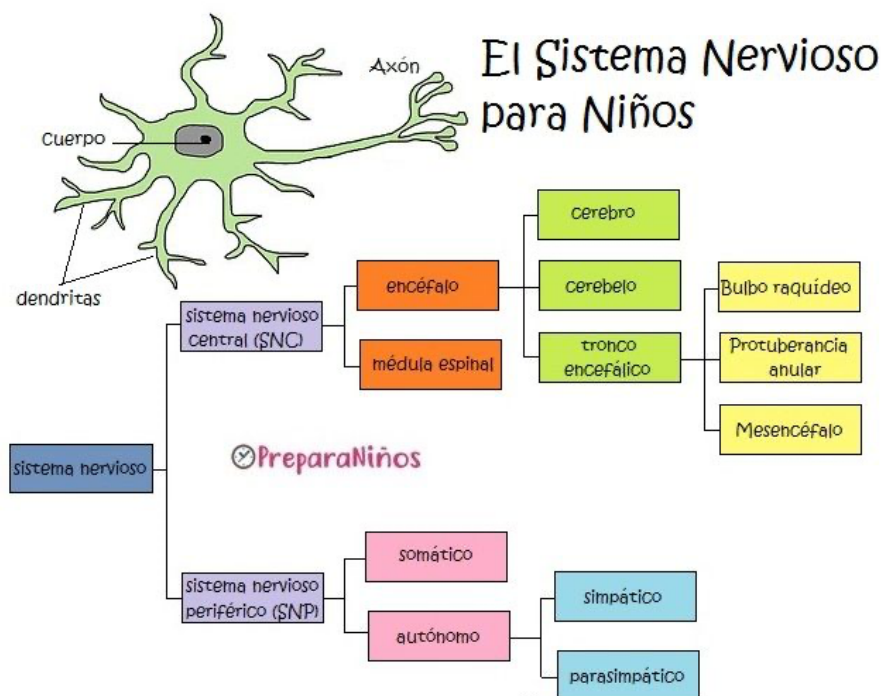 El Sistema Nervioso
para Niños
Axón
Cuerpo
dendritas
cerebro
encéfalo
cerebelo
Bulbo raquídeo
sistema nervioso
central (SNC)
médula espinal
tronco
encefálico
Protuberancia
anular
Mesencéfalo
sistema nervioso
PreparaNiños
somático
sistema nervioso
periférico (SNP)
simpático
autónomo
parasimpático